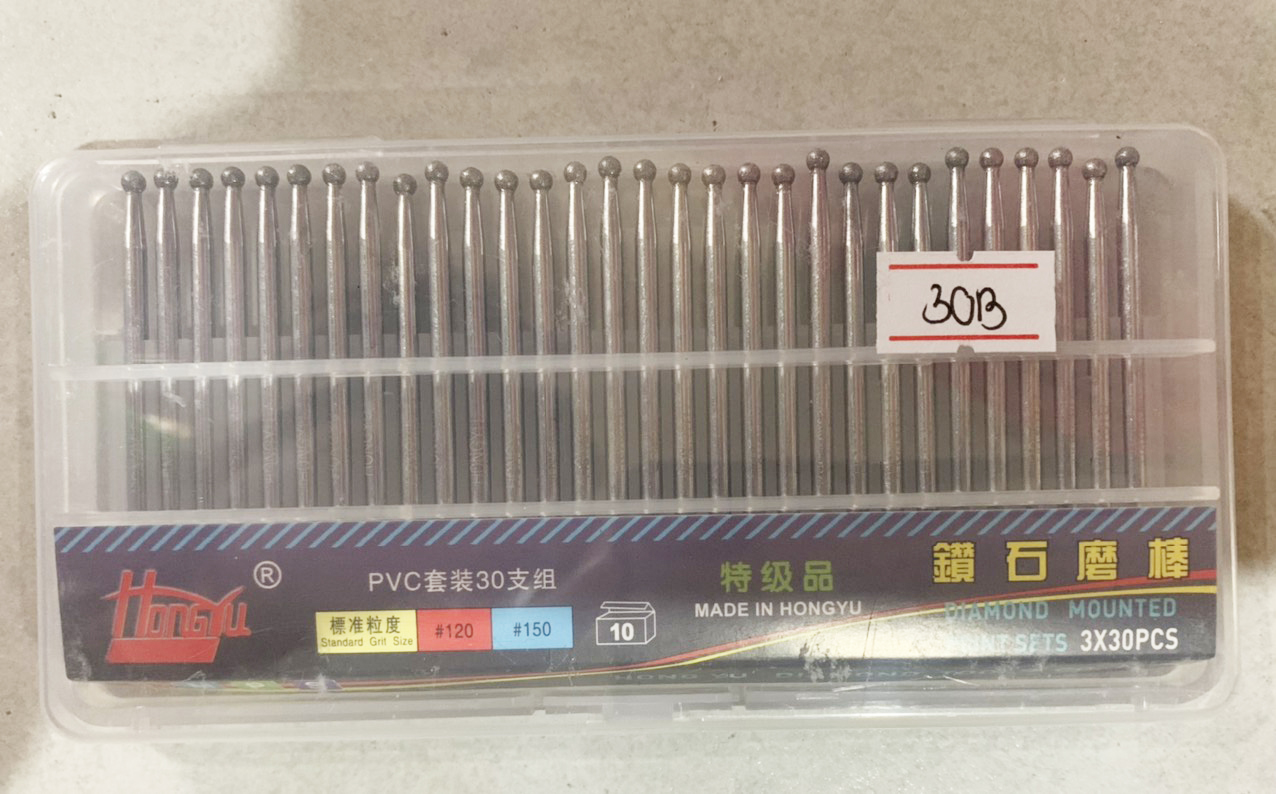 30B
HONGYU ®
PVC套装30支组
標准粒度
Standard Grit Size
#120
#150
10
特级品
MADE IN HONGYU
鑽石磨棒
DIAMOND MOUNTED
POINT SETS 3X30PCS